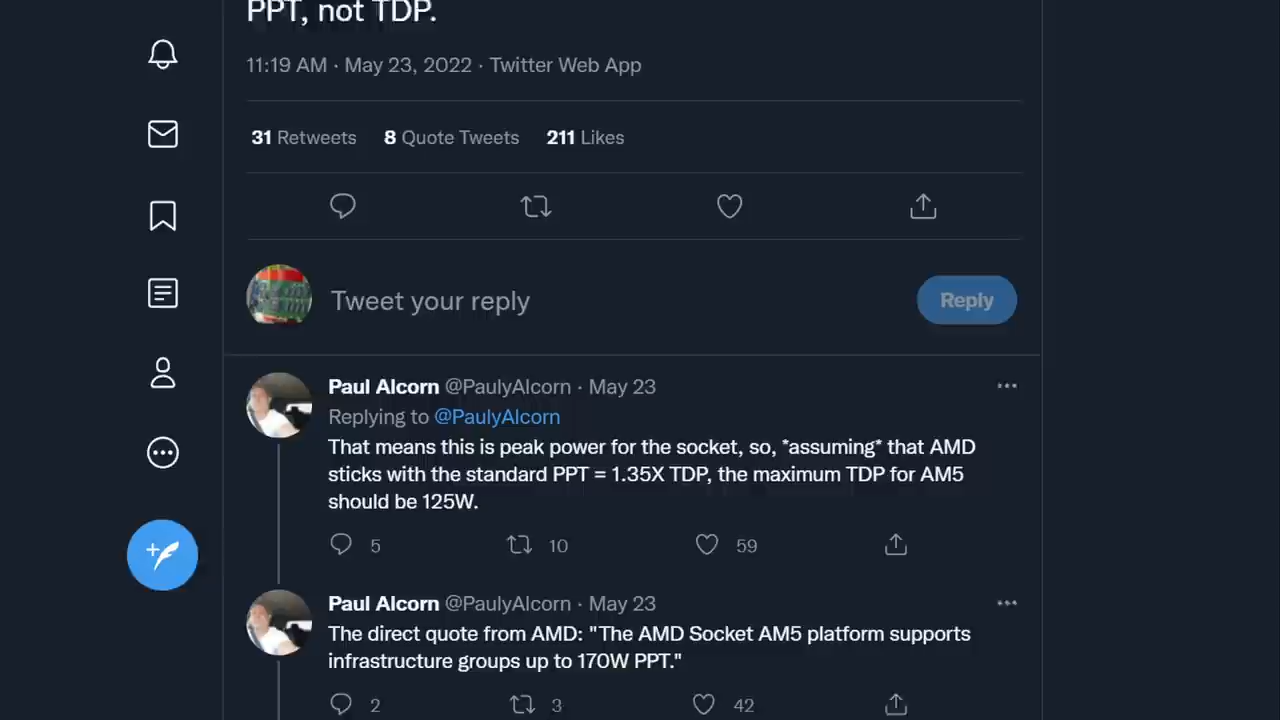 PPT, not TDP.
11:19 AM · May 23, 2022 · Twitter Web App
31 Retweets 8 Quote Tweets 211 Likes
Tweet your reply
Reply
Paul Alcorn @PaulyAlcorn · May 23
Replying to @PaulyAlcorn
That means this is peak power for the socket, so, *assuming* that AMD
sticks with the standard PPT = 1.35X TDP, the maximum TDP for AM5
should be 125W.
5 10 59
Paul Alcorn @PaulyAlcorn · May 23
The direct quote from AMD: "The AMD Socket AM5 platform supports
infrastructure groups up to 170W PPT."
2 3 42